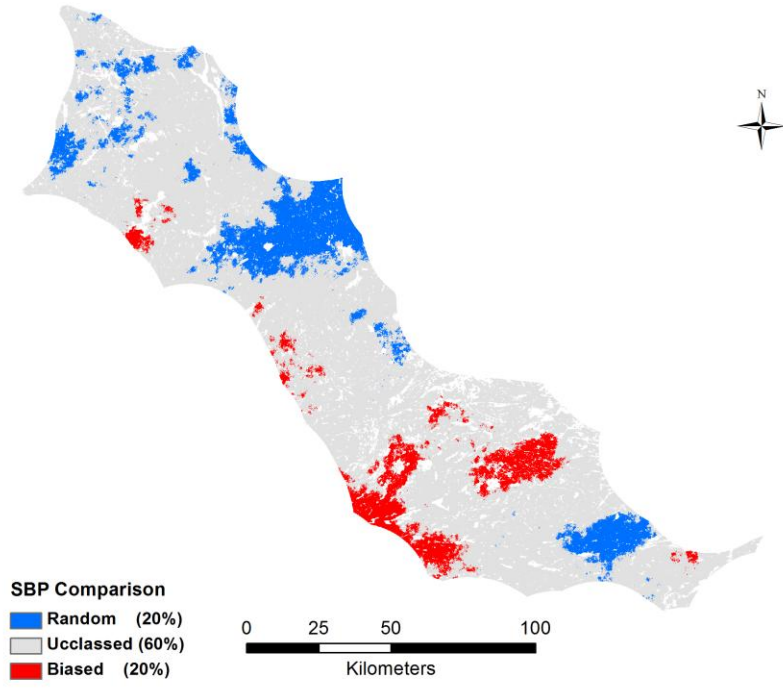 N
SBP Comparison
Random (20%)
Ucclassed (60%)
Biased (20%)
0 25 50 100
Kilometers